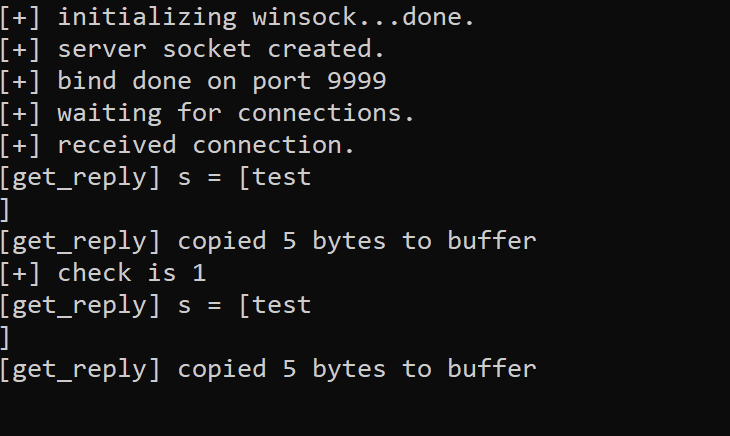 [+] initializing winsock...done.
[+] server socket created.
[+] bind done on port 9999
[+] waiting for connections.
[+] received connection.
[get_reply] s = [test
]
[get_reply] copied 5 bytes to buffer
[+] check is 1
[get_reply] s = [test
]
[get_reply] copied 5 bytes to buffer